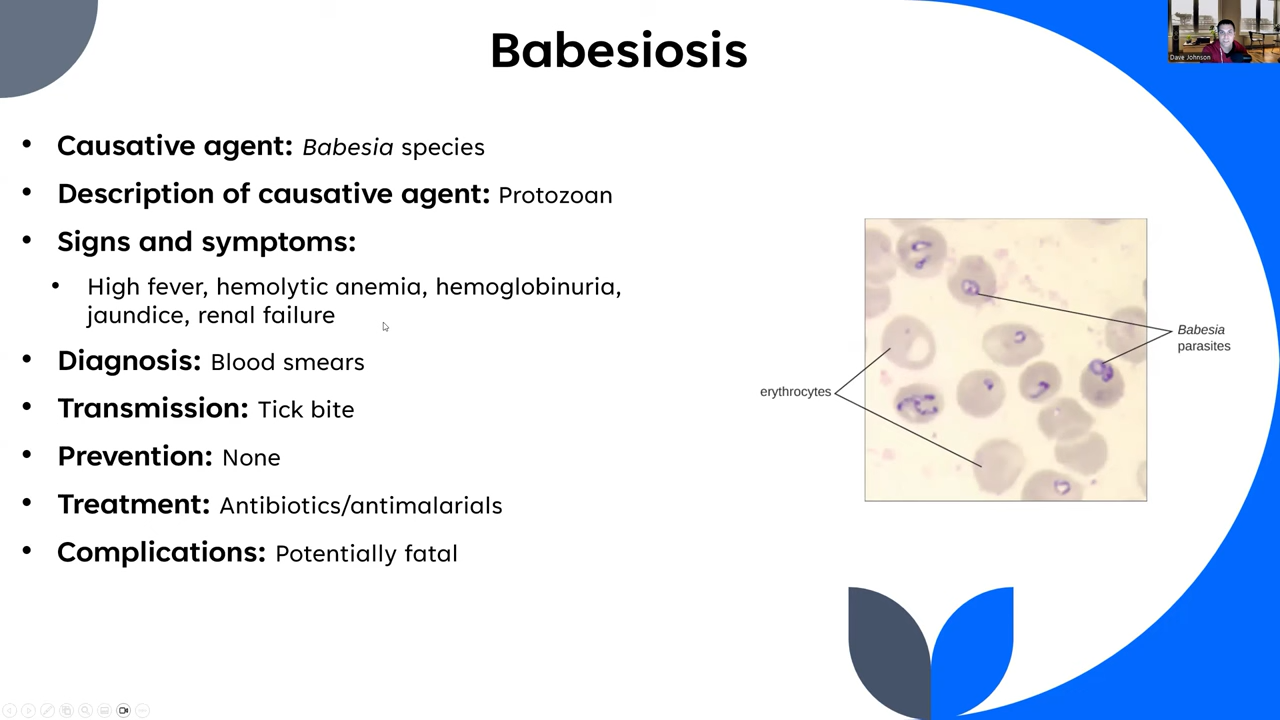 Babesiosis
Dave Johnson
• Causative agent: Babesia species
• Description of causative agent: Protozoan
• Signs and symptoms:
• High fever, hemolytic anemia, hemoglobinuria,
jaundice, renal failure
• Diagnosis: Blood smears
• Transmission: Tick bite
• Prevention: None
• Treatment: Antibiotics/antimalarials
• Complications: Potentially fatal
Babesia
parasites
erythrocytes